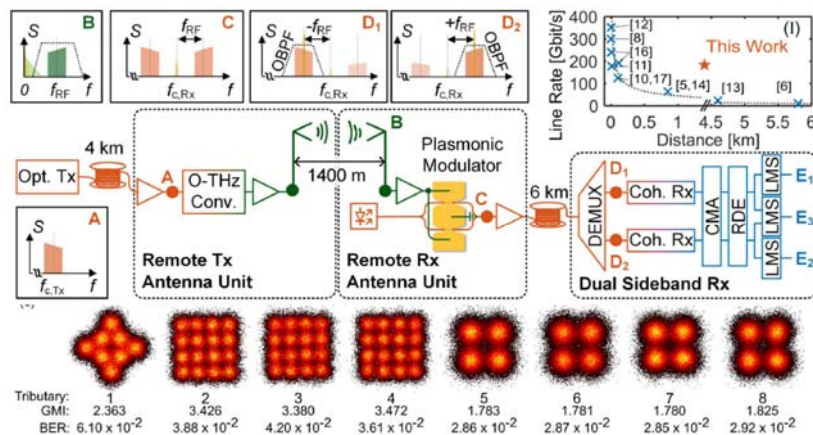 B
S
0
f_RF
f
C
S
f_RF
f_c,Rx
f
D1
S
-f_RF
OBPF
f_c,Rx
f
D2
S
+f_RF
OBPF
f_c,Rx
f
(I)
Line Rate [Gbit/s]
400
300
200
100
0
[12]
[8]
[16]
[11]
[10,17]
[5,14]
[13]
[6]
This Work
0 1 2 3 4.5 5 6
Distance [km]
Opt. Tx
4 km
A
O-THz
Conv.
1400 m
B
Plasmonic
Modulator
C
6 km
DEMUX
D1
D2
Coh. Rx
Coh. Rx
CMA
RDE
LMS
LMS
LMS
E1
E3
E2
A
S
f_c,Tx
f
Remote Tx
Antenna Unit
Remote Rx
Antenna Unit
Dual Sideband Rx
Tributary: 1 2 3 4 5 6 7 8
GMI: 2.363 3.426 3.380 3.472 1.783 1.781 1.780 1.825
BER: 6.10 x 10⁻² 3.88 x 10⁻² 4.20 x 10⁻² 3.61 x 10⁻² 2.86 x 10⁻² 2.87 x 10⁻² 2.85 x 10⁻² 2.92 x 10⁻²